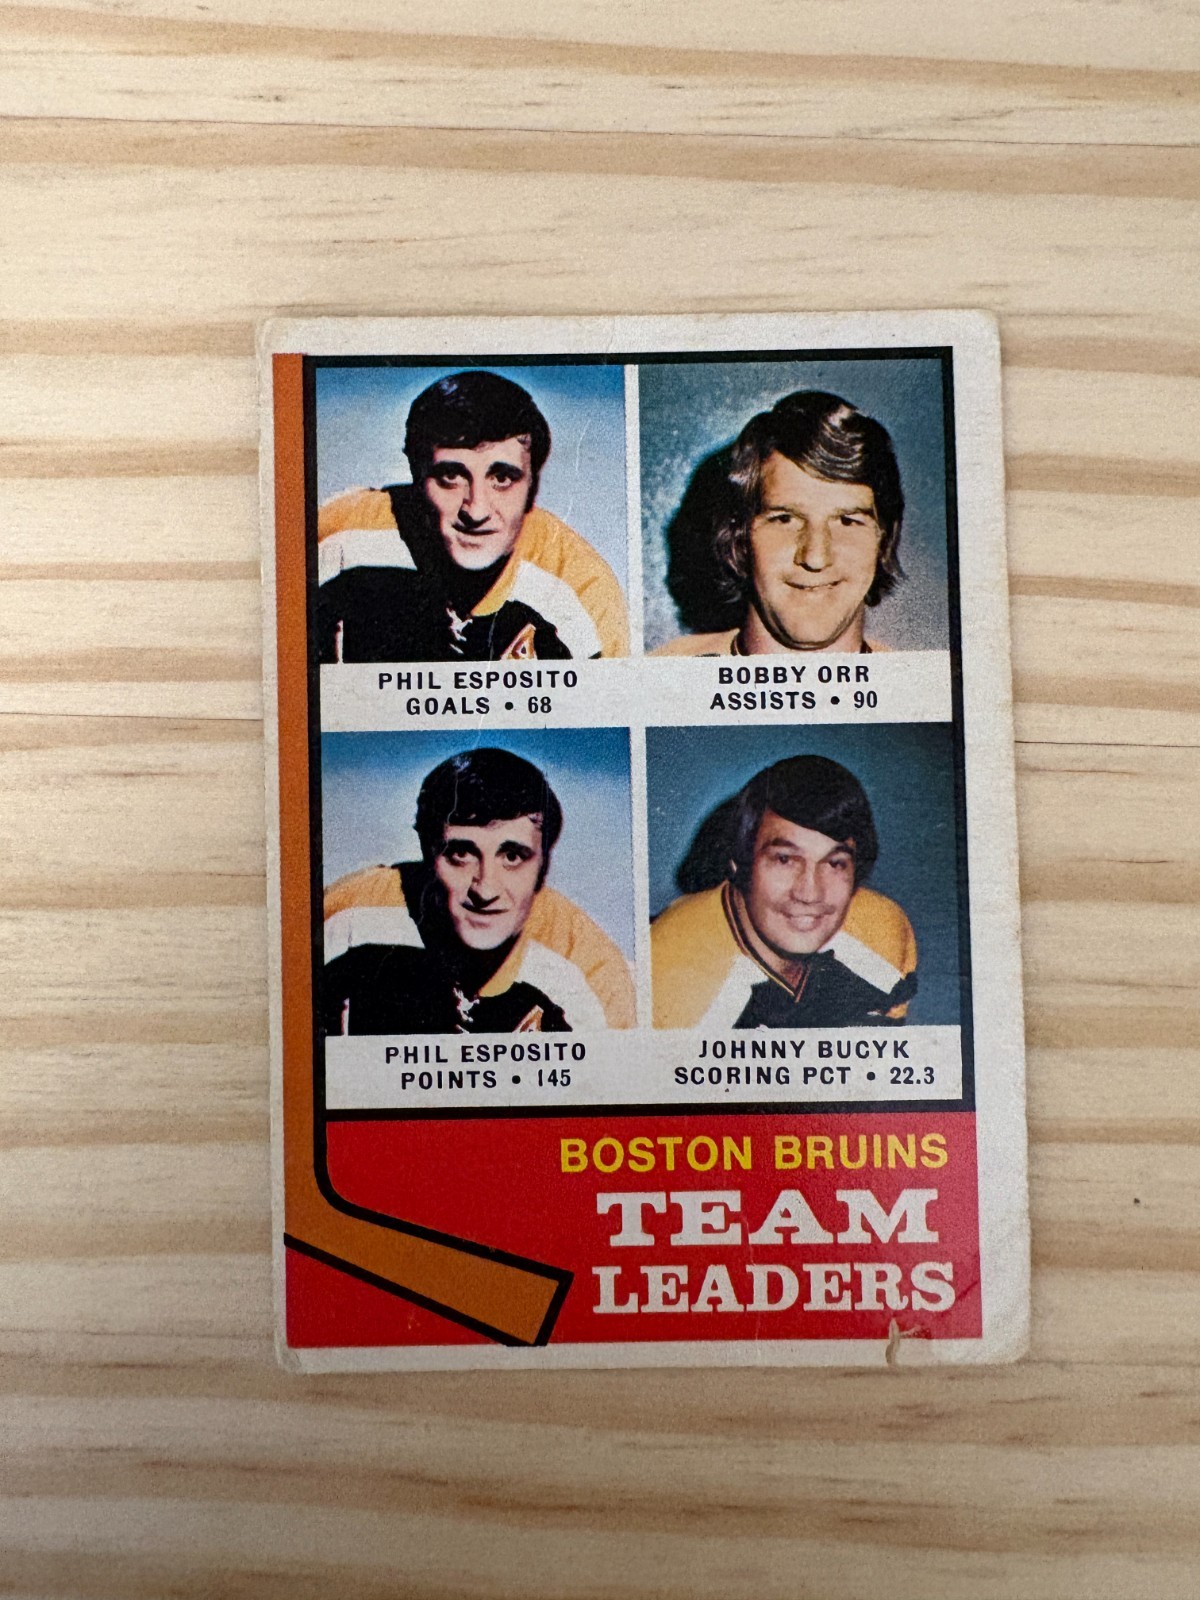 PHIL ESPOSITO
GOALS • 68
BOBBY ORR
ASSISTS • 90
PHIL ESPOSITO
POINTS • 145
JOHNNY BUCYK
SCORING PCT • 22.3
BOSTON BRUINS
TEAM
LEADERS